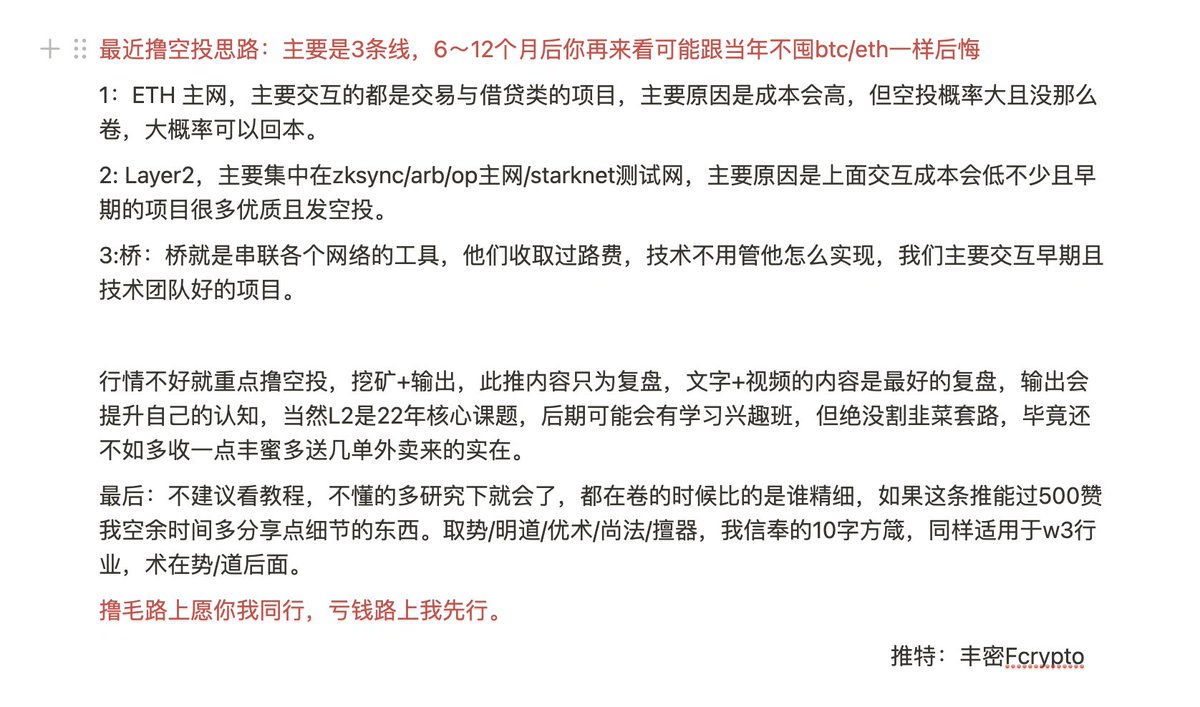 最近撸空投思路：主要是3条线，6～12个月后你再来看可能跟当年不囤btc/eth一样后悔
1：ETH 主网，主要交互的都是交易与借贷类的项目，主要原因是成本会高，但空投概率大且没那么
卷，大概率可以回本。
2: Layer2，主要集中在zksync/arb/op主网/starknet测试网，主要原因是上面交互成本会低不少且早
期的项目很多优质且发空投。
3:桥：桥就是串联各个网络的工具，他们收取过路费，技术不用管他怎么实现，我们主要交互早期且
技术团队好的项目。
行情不好就重点撸空投，挖矿+输出，此推内容只为复盘，文字+视频的内容是最好的复盘，输出会
提升自己的认知，当然L2是22年核心课题，后期可能会有学习兴趣班，但绝没割韭菜套路，毕竟还
不如多收一点丰蜜多送几单外卖来的实在。
最后：不建议看教程，不懂的多研究下就会了，都在卷的时候比的是谁精细，如果这条推能过500赞
我空余时间多分享点细节的东西。取势/明道/优术/尚法/擅器，我信奉的10字方箴，同样适用于w3行
业，术在势/道后面。
撸毛路上愿你我同行，亏钱路上我先行。
推特：丰密Fcrypto